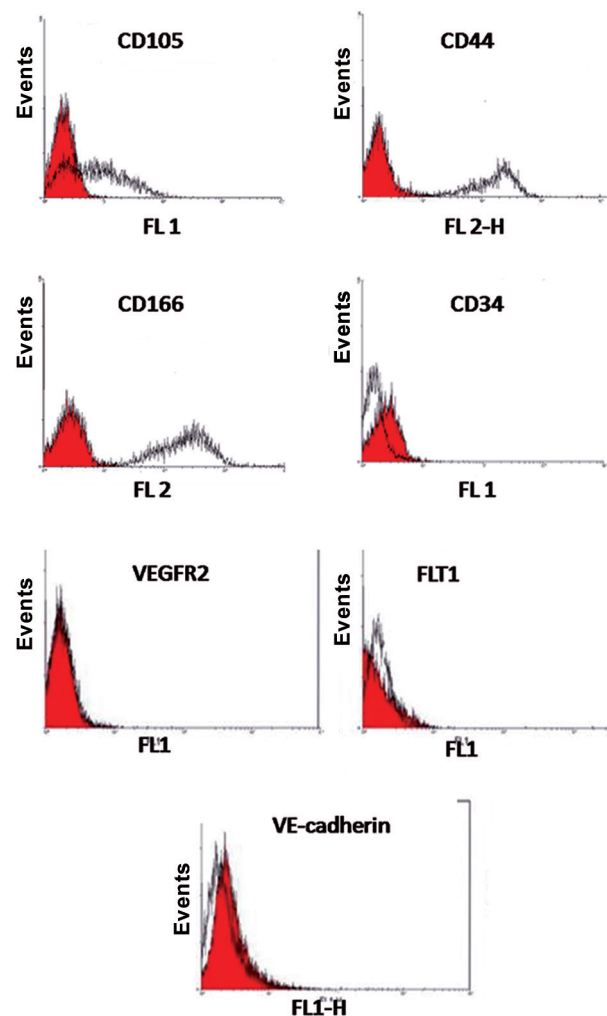 CD105
Events
FL 1
CD44
Events
FL 2-H
CD166
Events
FL 2
CD34
Events
FL 1
VEGFR2
Events
FL1
FLT1
Events
FL1
VE-cadherin
Events
FL1-H